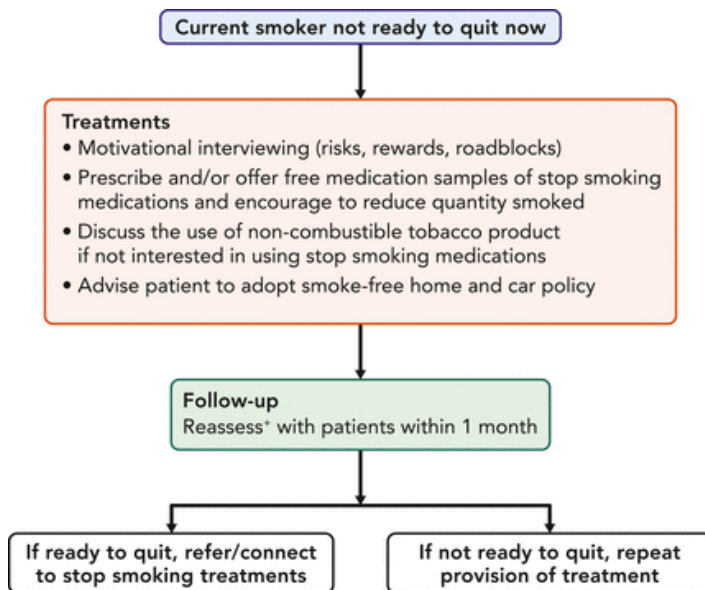 Current smoker not ready to quit now
Treatments
• Motivational interviewing (risks, rewards, roadblocks)
• Prescribe and/or offer free medication samples of stop smoking
medications and encourage to reduce quantity smoked
• Discuss the use of non-combustible tobacco product
if not interested in using stop smoking medications
• Advise patient to adopt smoke-free home and car policy
Follow-up
Reassess⁺ with patients within 1 month
If ready to quit, refer/connect
to stop smoking treatments
If not ready to quit, repeat
provision of treatment